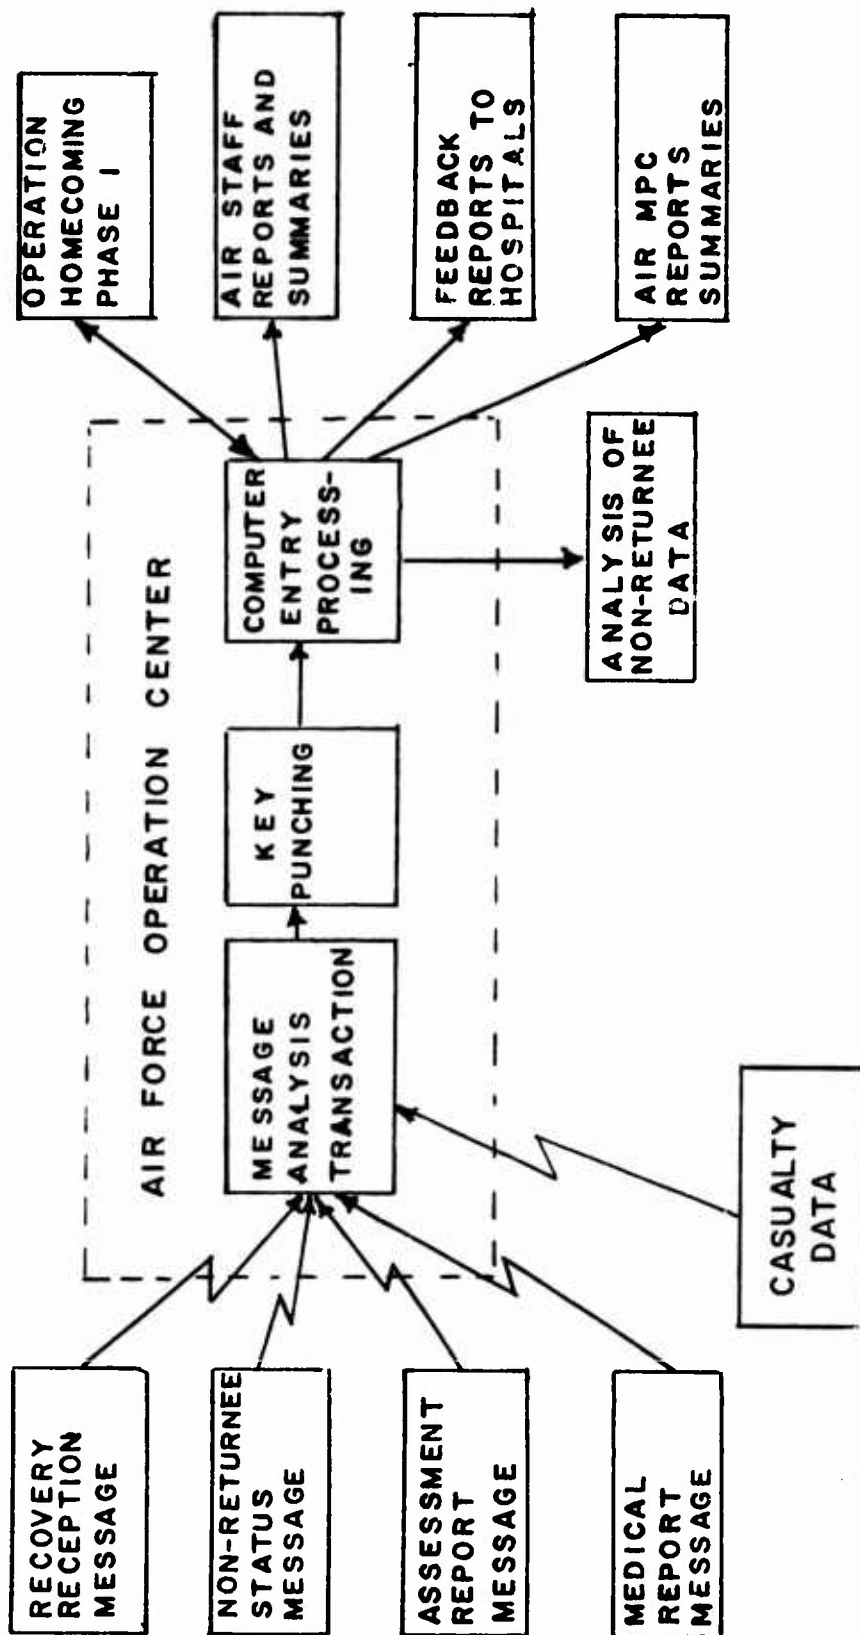 RECOVERY
RECEPTION
MESSAGE
NON-RETURNEE
STATUS
MESSAGE
ASSESSMENT
REPORT
MESSAGE
MEDICAL
REPORT
MESSAGE
CASUALTY
DATA
AIR FORCE OPERATION CENTER
MESSAGE
ANALYSIS
TRANSACTION
KEY
PUNCHING
COMPUTER
ENTRY
PROCESS-
ING
OPERATION
HOMECOMING
PHASE I
AIR STAFF
REPORTS AND
SUMMARIES
FEEDBACK
REPORTS TO
HOSPITALS
AIR MPC
REPORTS
SUMMARIES
ANALYSIS OF
NON-RETURNEE
DATA